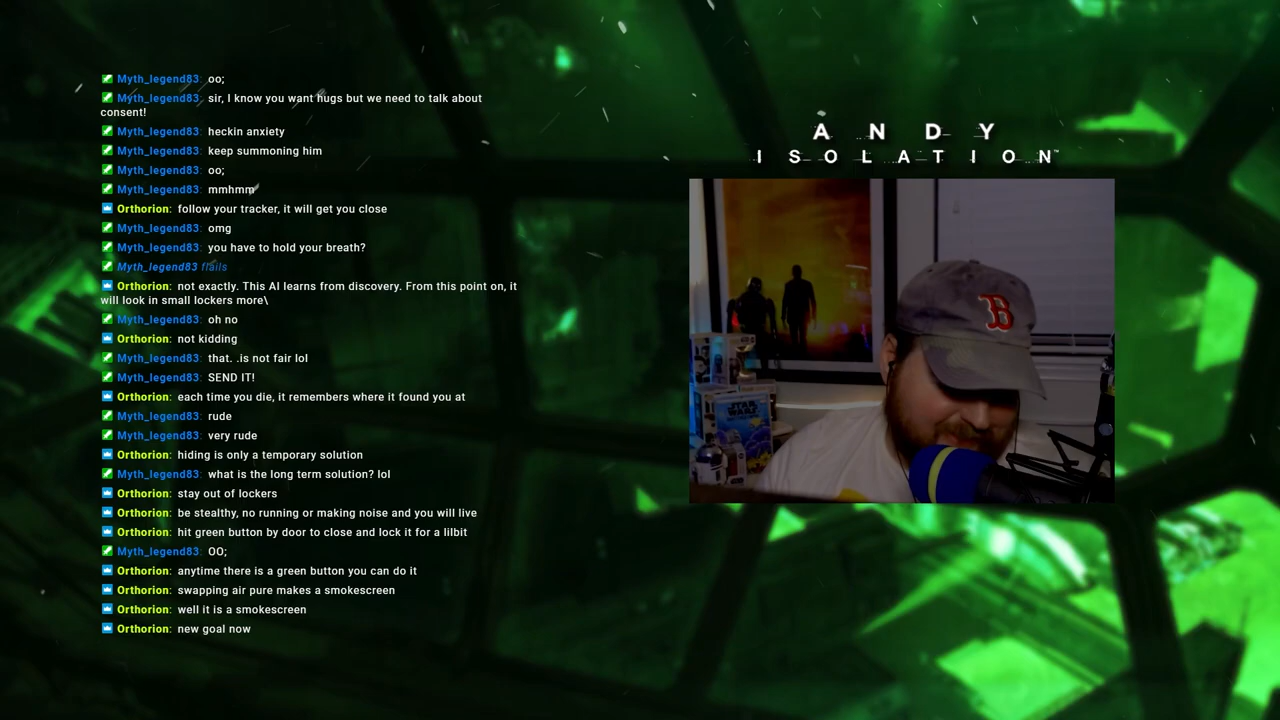 Myth_legend83: oo;
Myth_legend83: sir, I know you want hugs but we need to talk about
consent!
Myth_legend83: heckin anxiety
Myth_legend83: keep summoning him
Myth_legend83: oo;
Myth_legend83: mmhmm
Orthorion: follow your tracker, it will get you close
Myth_legend83: omg
Myth_legend83: you have to hold your breath?
Myth_legend83 flails
Orthorion: not exactly. This AI learns from discovery. From this point on, it
will look in small lockers more\
Myth_legend83: oh no
Orthorion: not kidding
Myth_legend83: that. .is not fair lol
Myth_legend83: SEND IT!
Orthorion: each time you die, it remembers where it found you at
Myth_legend83: rude
Myth_legend83: very rude
Orthorion: hiding is only a temporary solution
Myth_legend83: what is the long term solution? lol
Orthorion: stay out of lockers
Orthorion: be stealthy, no running or making noise and you will live
Orthorion: hit green button by door to close and lock it for a lilbit
Myth_legend83: OO;
Orthorion: anytime there is a green button you can do it
Orthorion: swapping air pure makes a smokescreen
Orthorion: well it is a smokescreen
Orthorion: new goal now
ANDY
ISOLATION
B
STAR
WARS